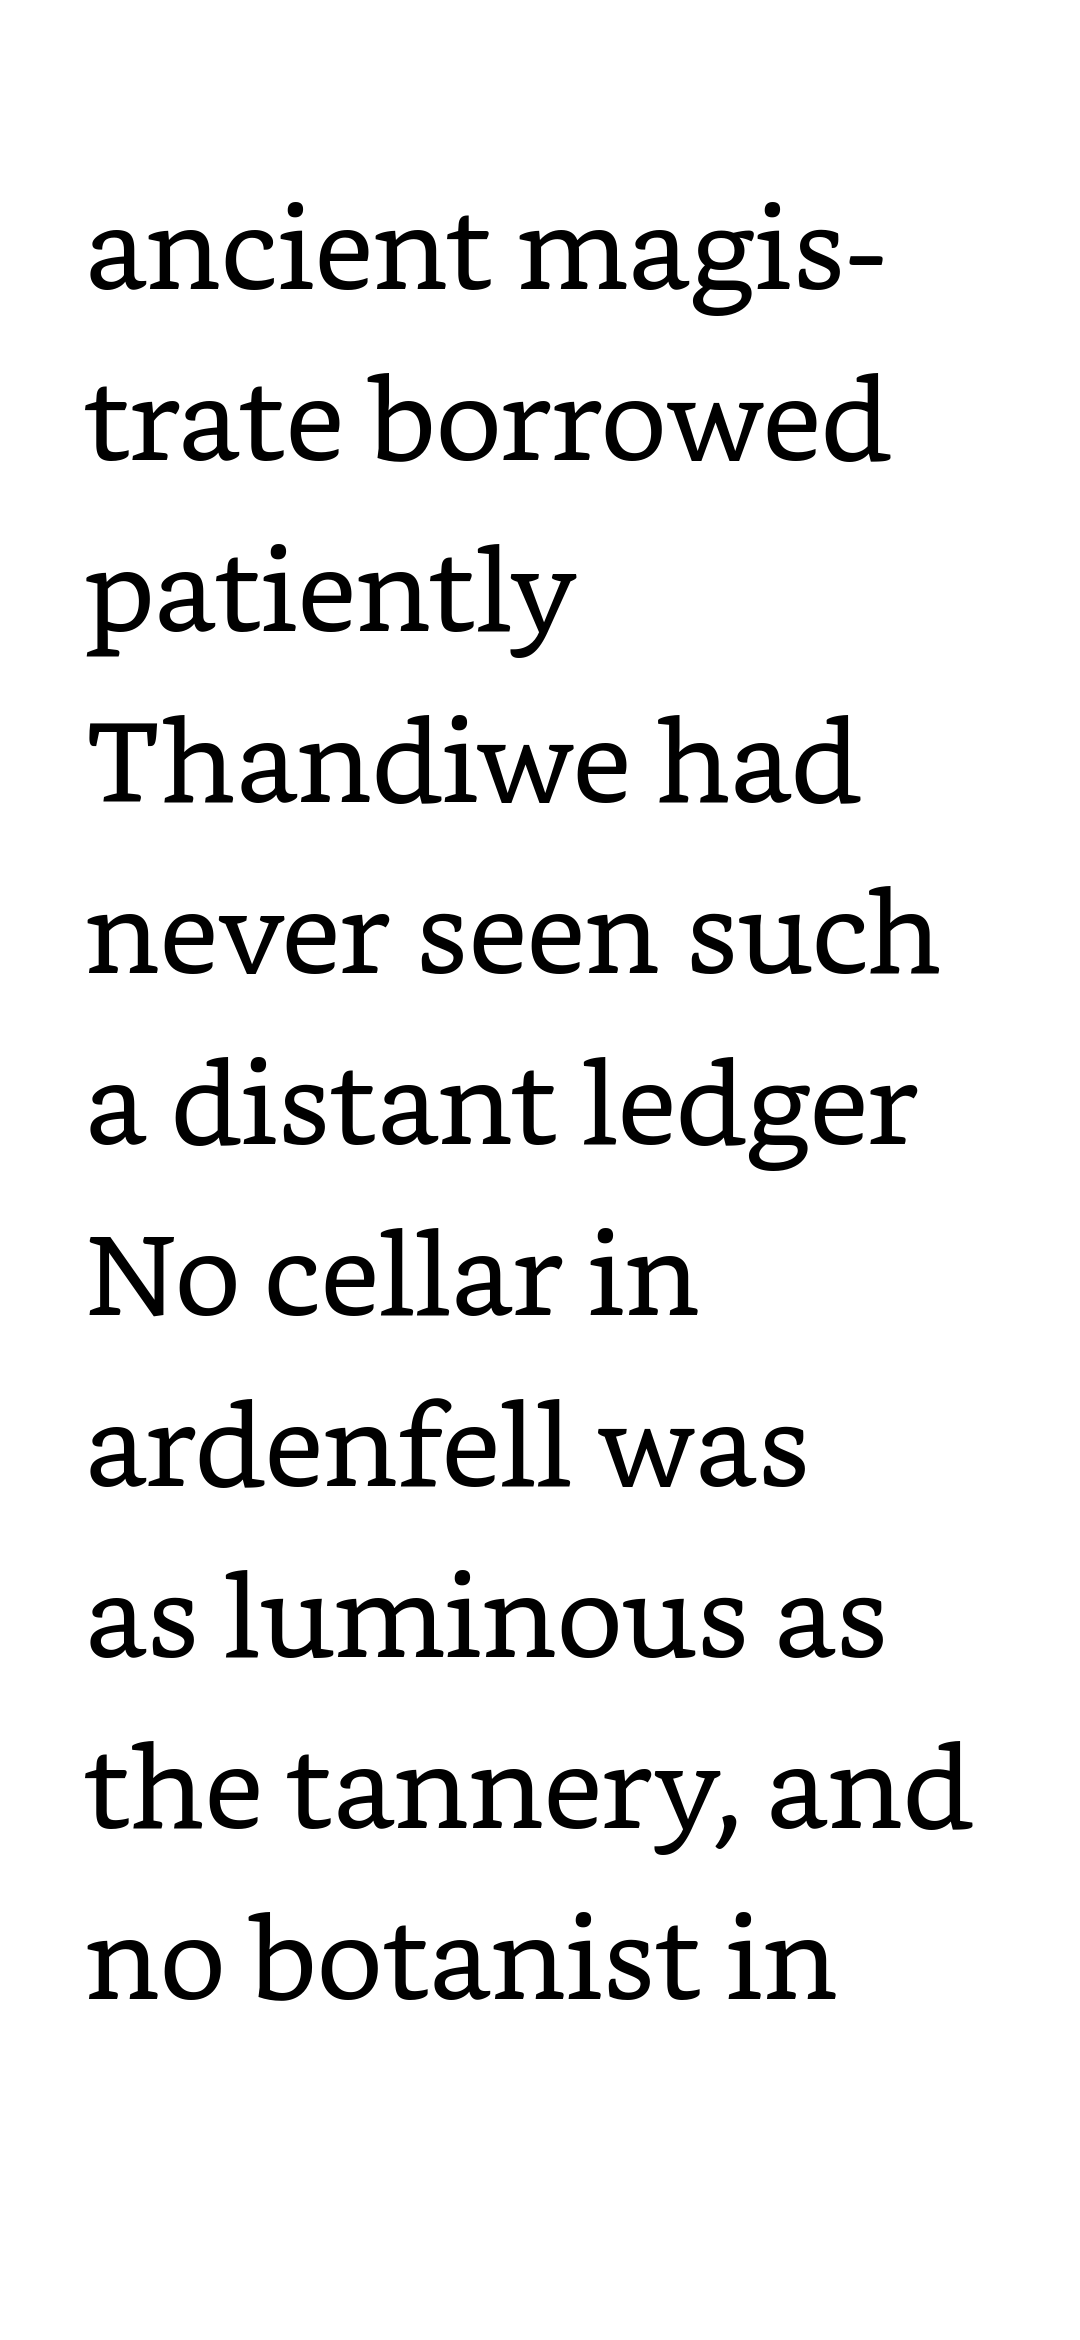 ancient magis-
trate borrowed
patiently
Thandiwe had
never seen such
a distant ledger
No cellar in
ardenfell was
as luminous as
the tannery, and
no botanist in